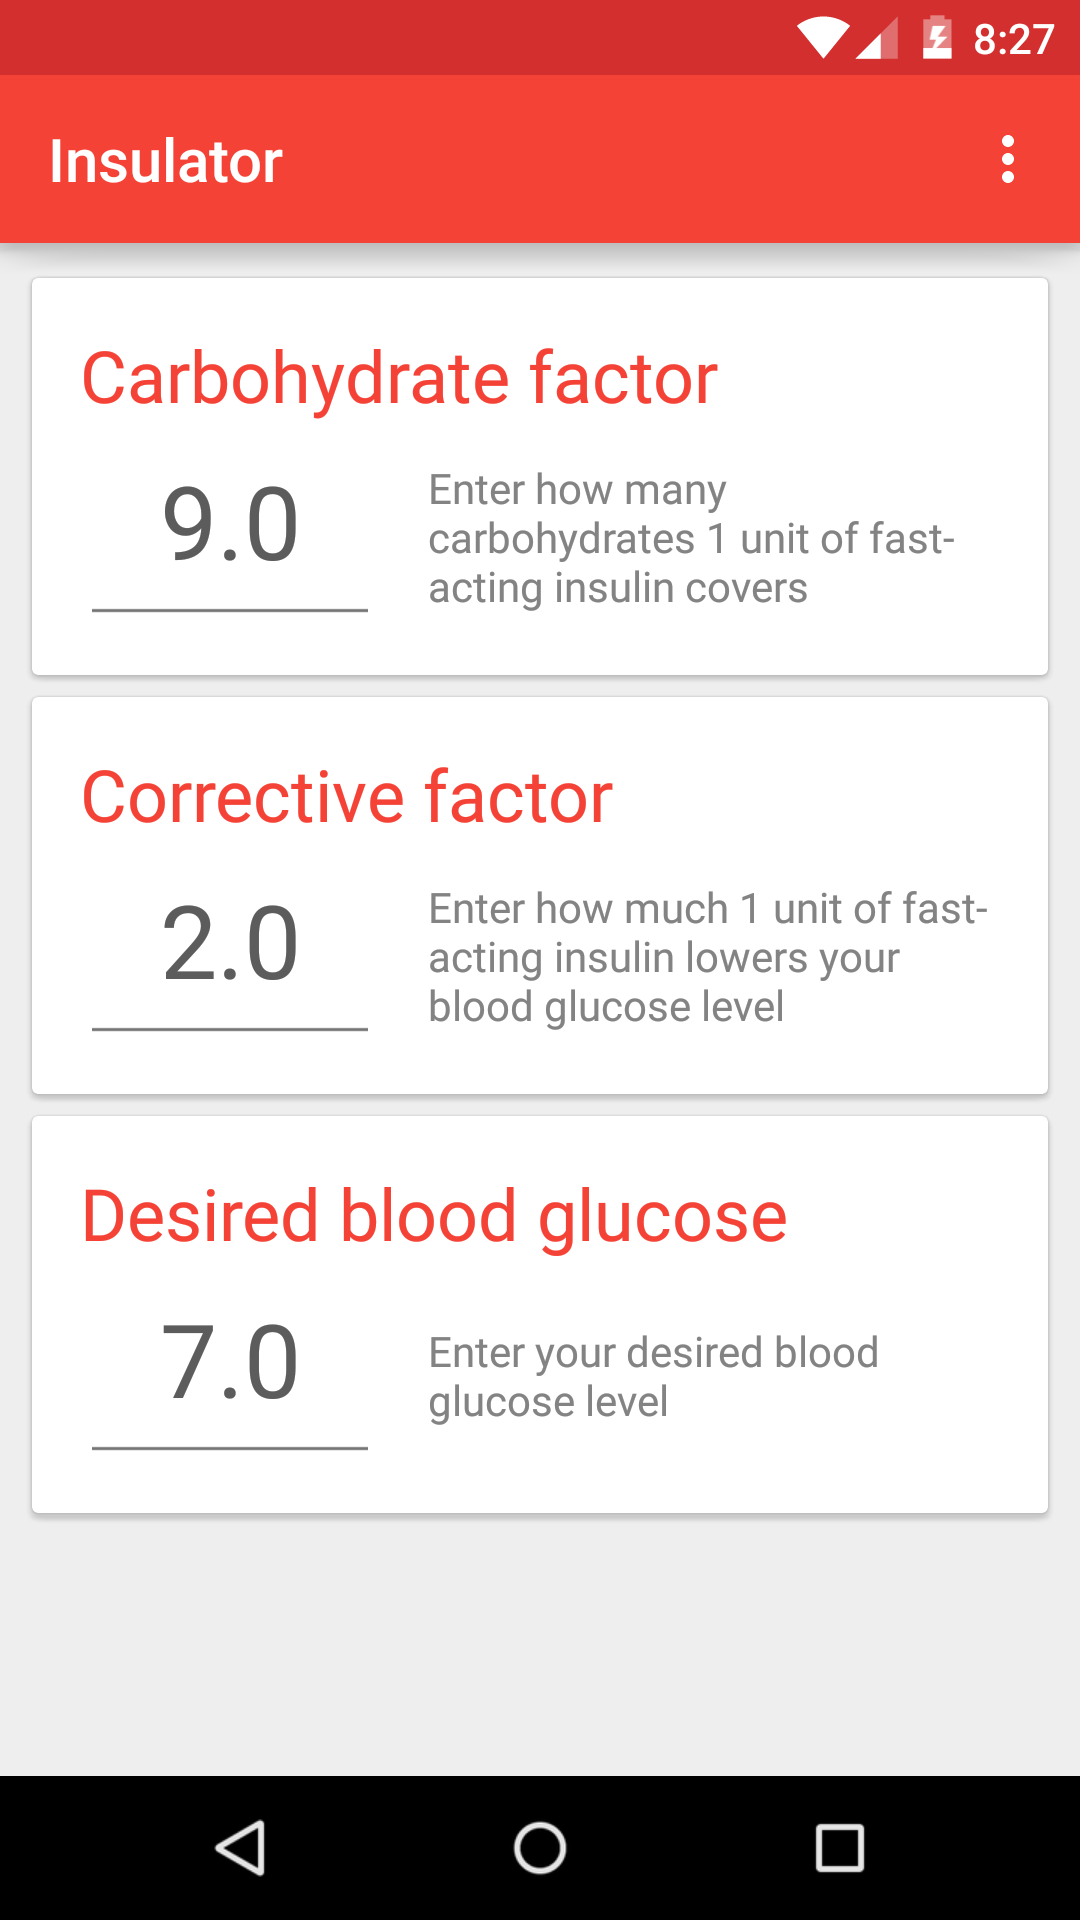 8:27
Insulator
Carbohydrate factor
9.0
Enter how many
carbohydrates 1 unit of fast-
acting insulin covers
Corrective factor
2.0
Enter how much 1 unit of fast-
acting insulin lowers your
blood glucose level
Desired blood glucose
7.0
Enter your desired blood
glucose level